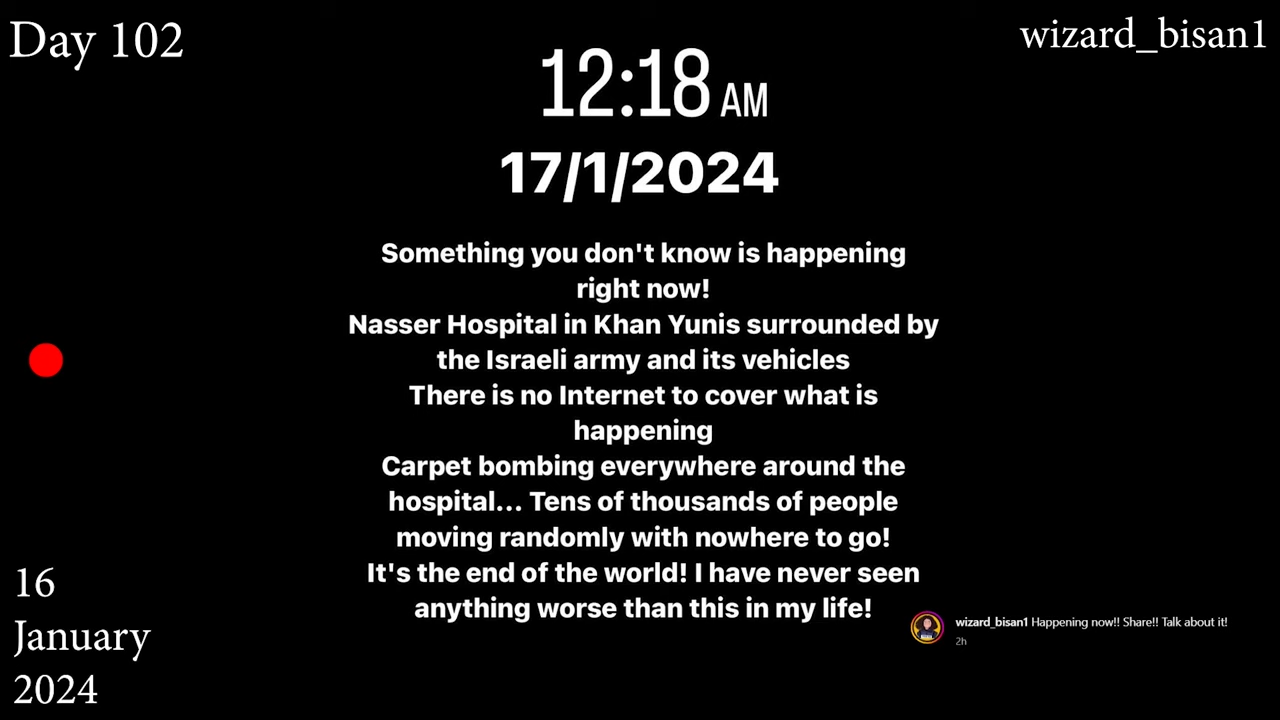 Day 102
wizard_bisan1
12:18 AM
17/1/2024
Something you don't know is happening
right now!
Nasser Hospital in Khan Yunis surrounded by
the Israeli army and its vehicles
There is no Internet to cover what is
happening
Carpet bombing everywhere around the
hospital... Tens of thousands of people
moving randomly with nowhere to go!
It's the end of the world! I have never seen
anything worse than this in my life!
16
January
2024
wizard_bisan1 Happening now!! Share!! Talk about it!
2h